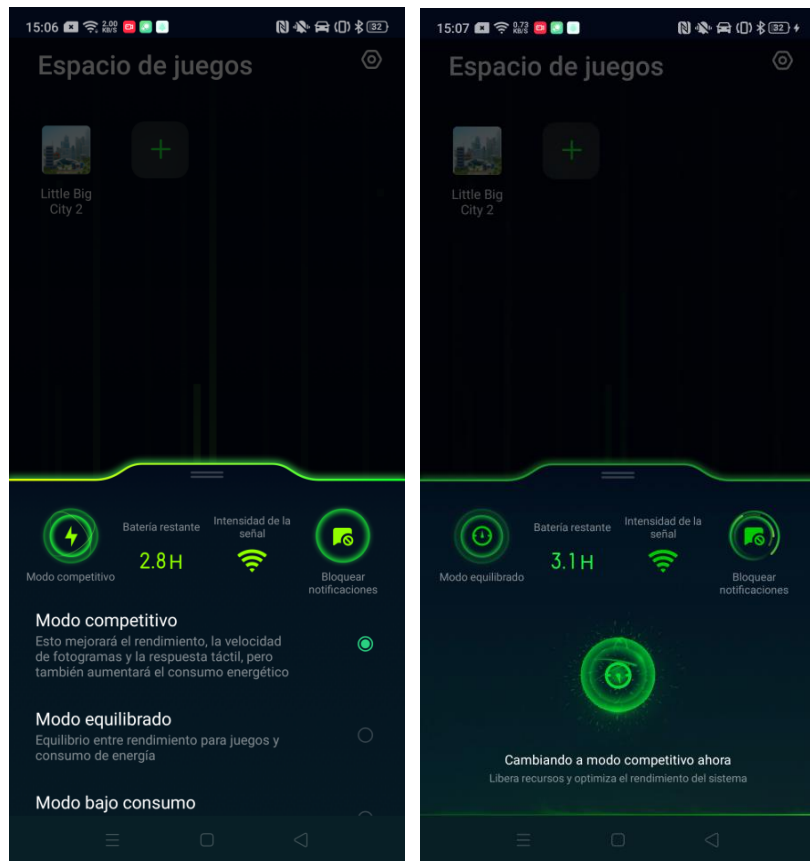 15:06 2.00 KB/S 32
Espacio de juegos
Little Big
City 2
Batería restante
Intensidad de la
señal
2.8 H
Modo competitivo
Bloquear
notificaciones
Modo competitivo
Esto mejorará el rendimiento, la velocidad
de fotogramas y la respuesta táctil, pero
también aumentará el consumo energético
Modo equilibrado
Equilibrio entre rendimiento para juegos y
consumo de energía
Modo bajo consumo
15:07 0.73 KB/S 32
Espacio de juegos
Little Big
City 2
Batería restante
Intensidad de la
señal
3.1 H
Modo equilibrado
Bloquear
notificaciones
Cambiando a modo competitivo ahora
Libera recursos y optimiza el rendimiento del sistema